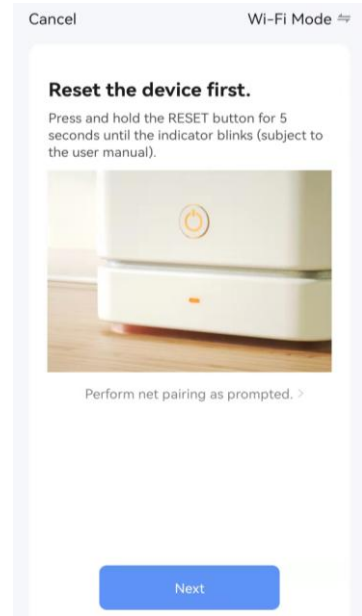 Cancel
Wi-Fi Mode ⇋
Reset the device first.
Press and hold the RESET button for 5
seconds until the indicator blinks (subject to
the user manual).
Perform net pairing as prompted. >
Next